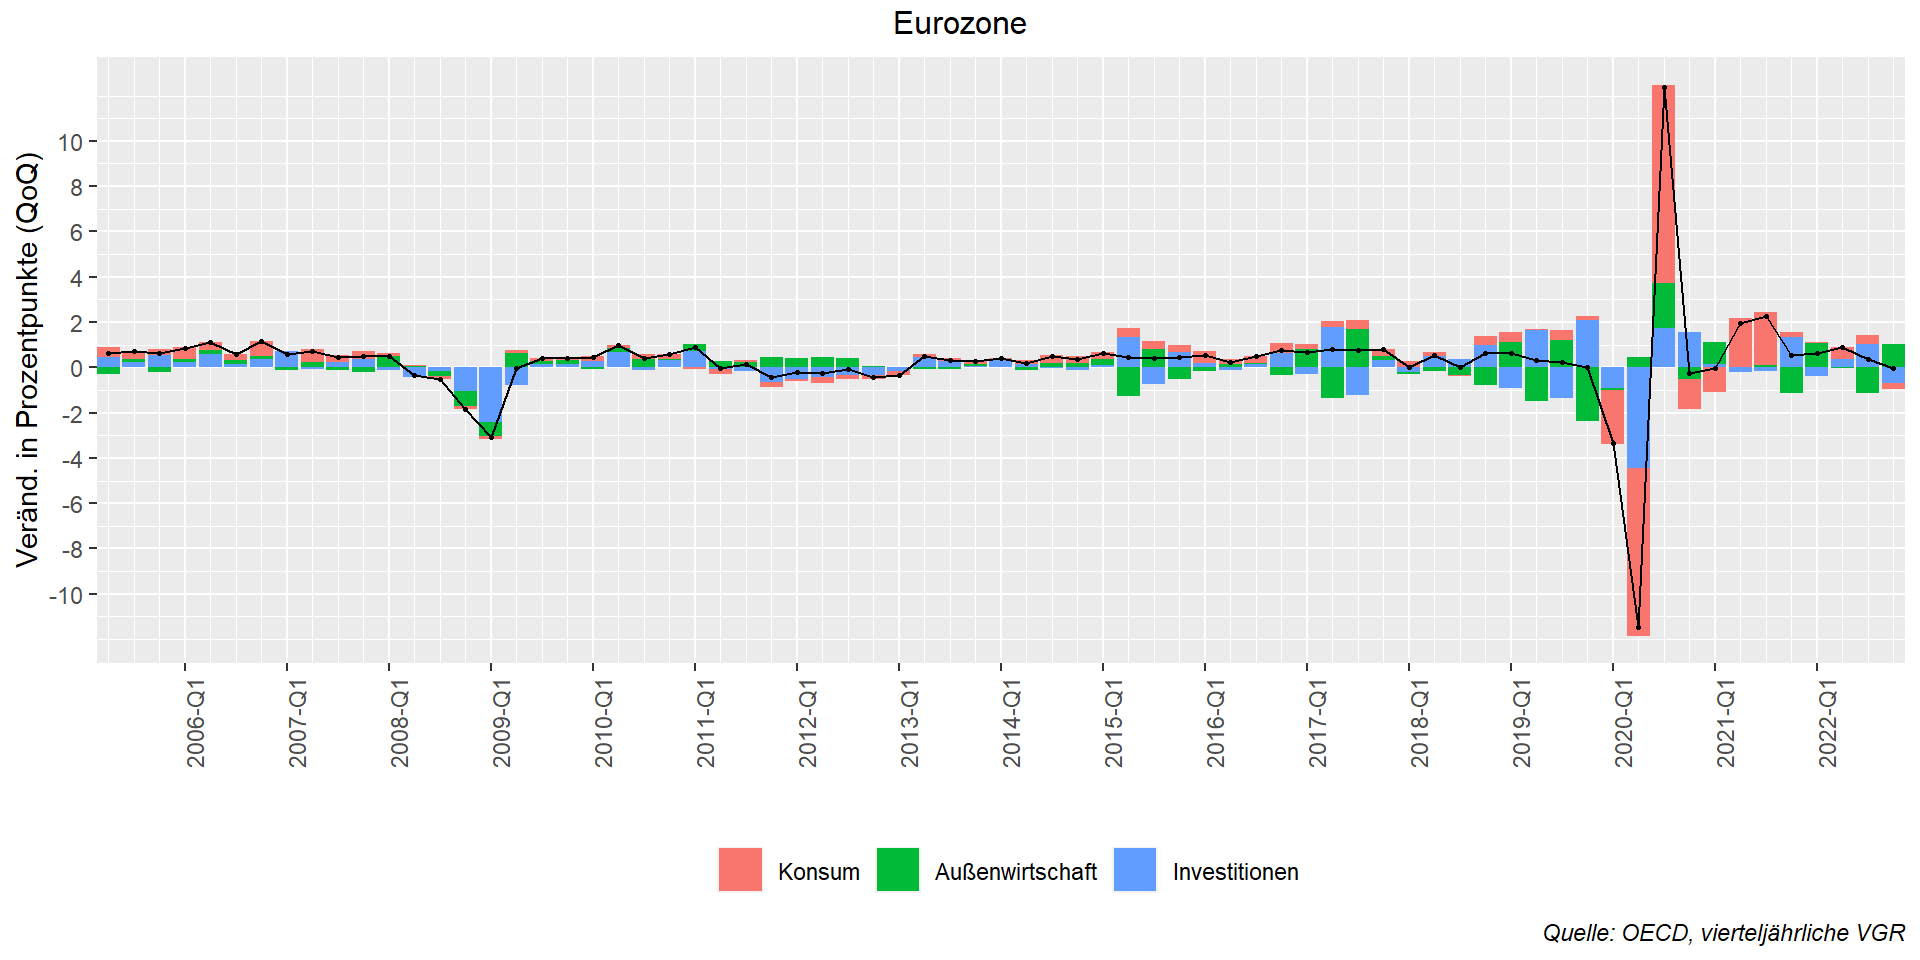 Eurozone
Veränd. in Prozentpunkte (QoQ)
10
8
6
4
2
0
-2
-4
-6
-8
-10
2006-Q1
2007-Q1
2008-Q1
2009-Q1
2010-Q1
2011-Q1
2012-Q1
2013-Q1
2014-Q1
2015-Q1
2016-Q1
2017-Q1
2018-Q1
2019-Q1
2020-Q1
2021-Q1
2022-Q1
Konsum Außenwirtschaft Investitionen
Quelle: OECD, vierteljährliche VGR